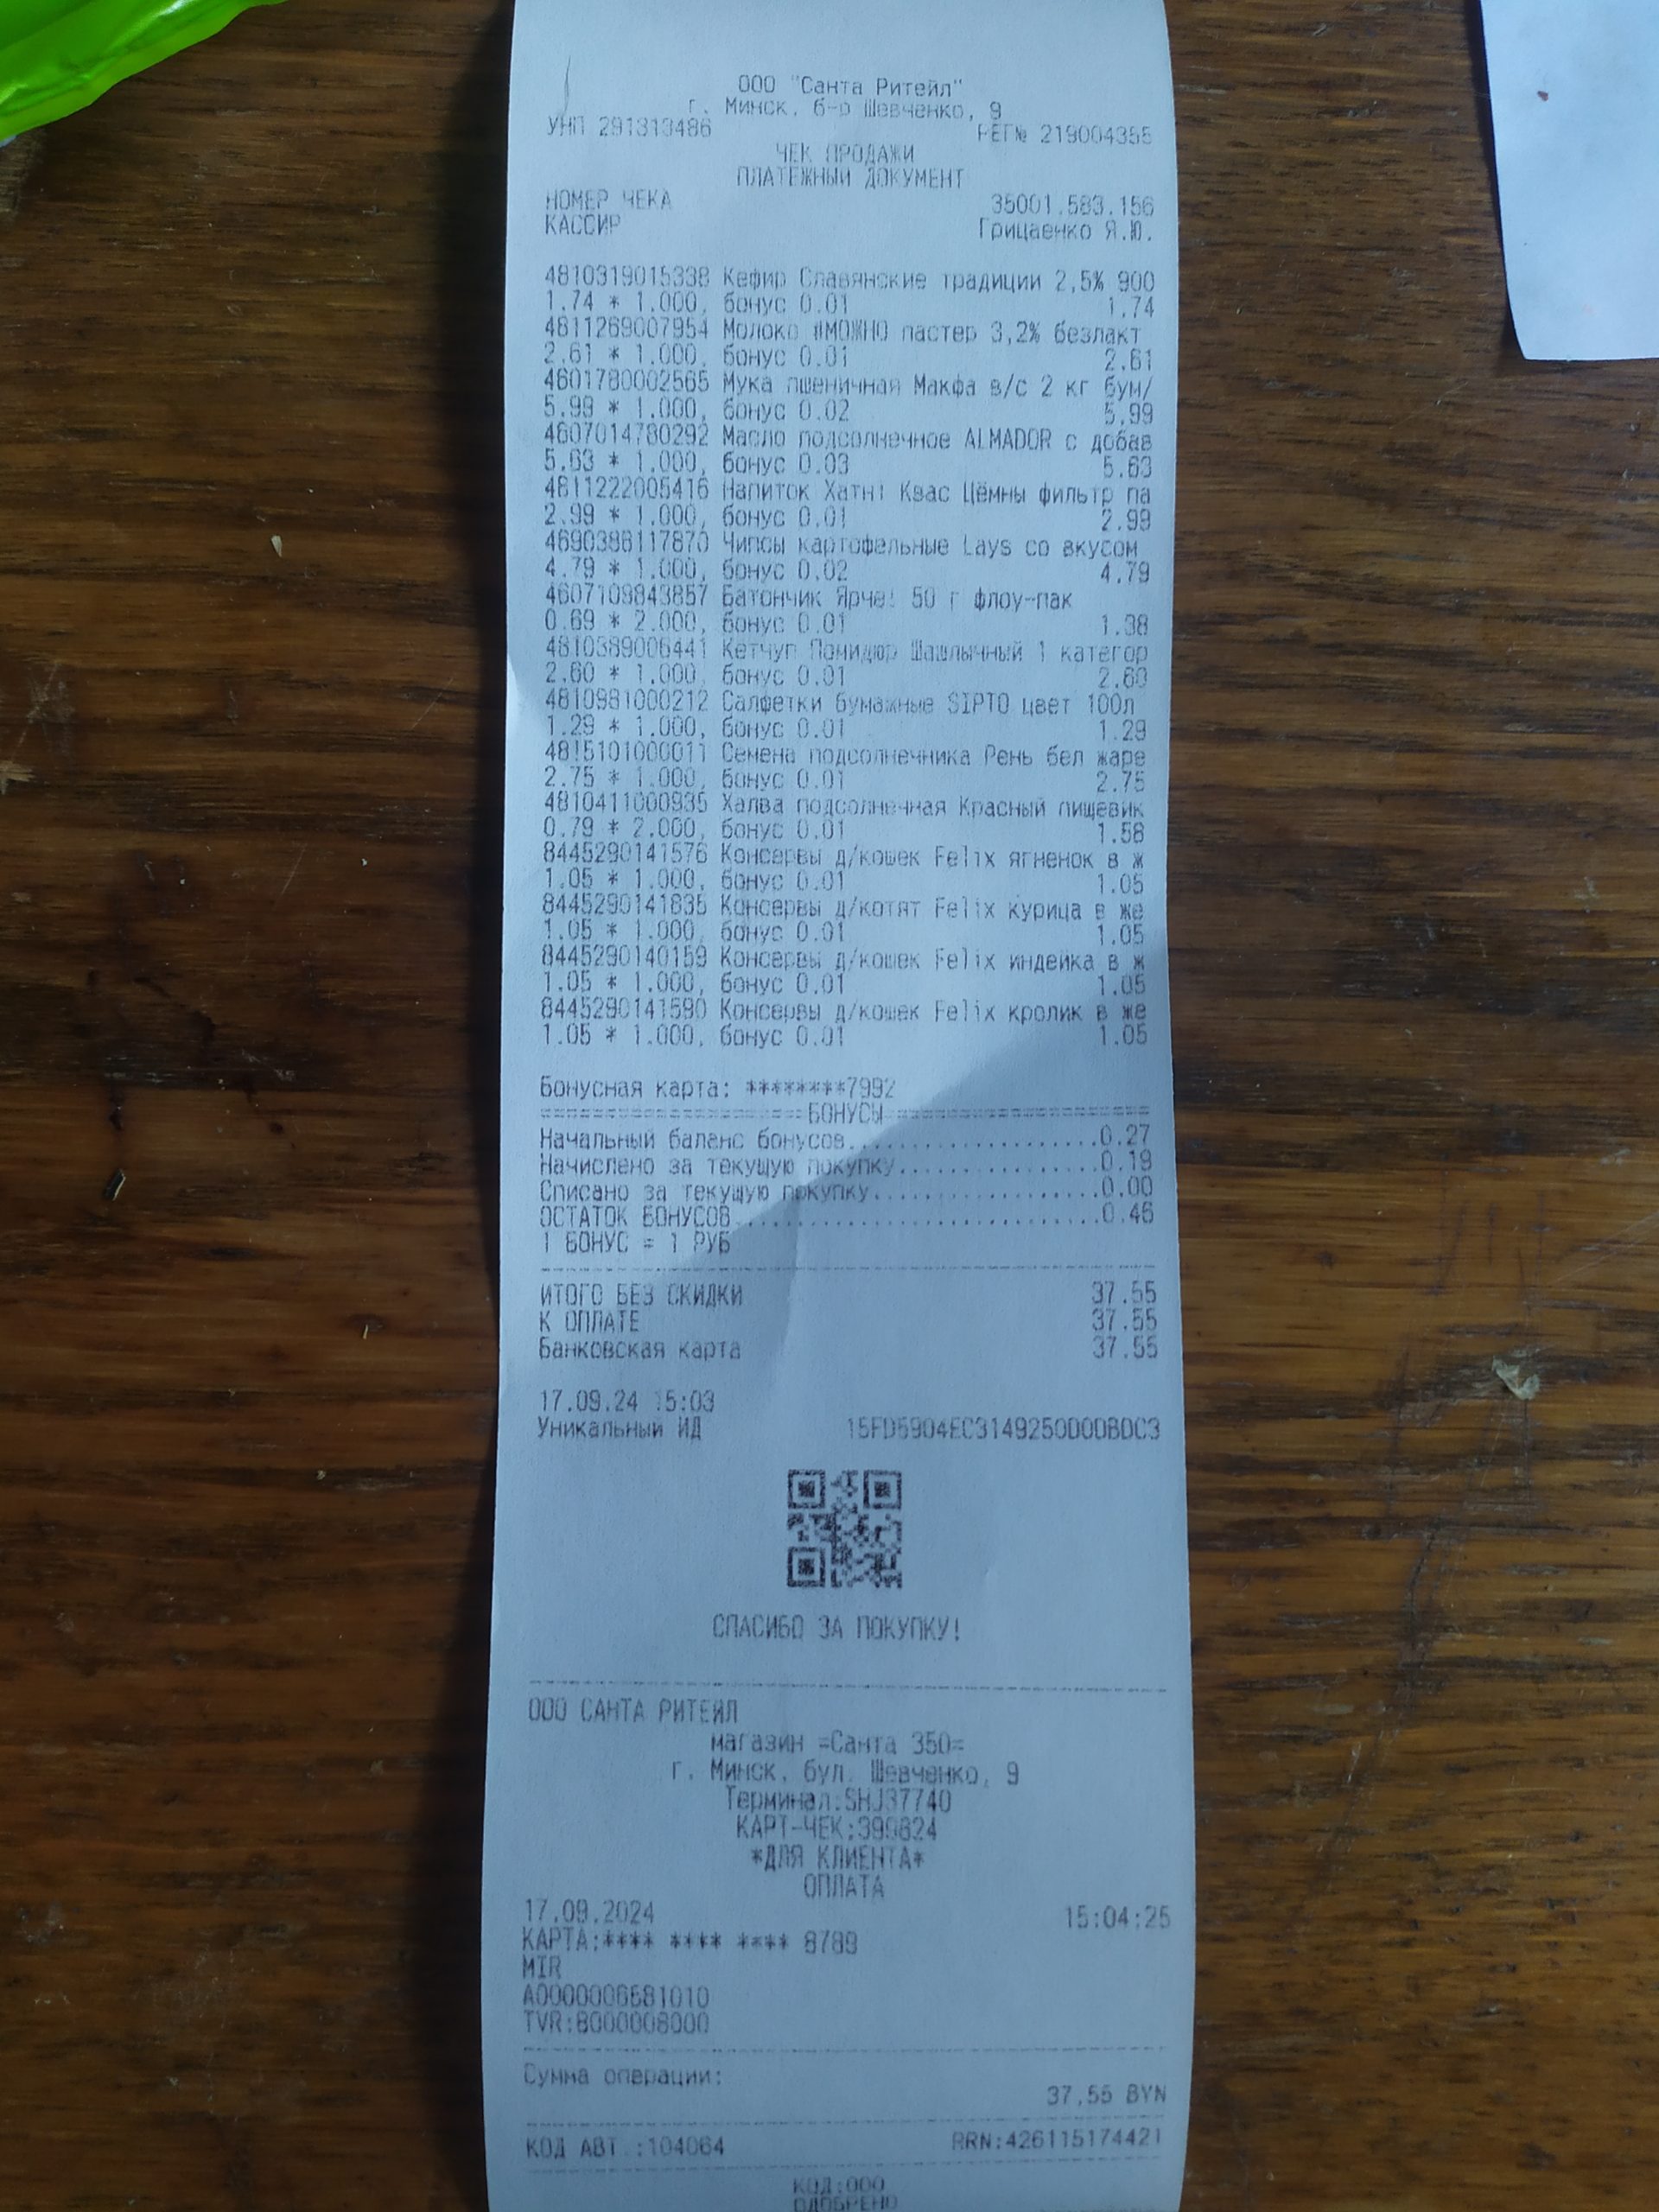 ООО "Санта Ритейл"
г. Минск, б-р Шевченко, 9
УНП 291313486 РЕГ№ 219004355
ЧЕК ПРОДАЖИ
ПЛАТЕЖНЫЙ ДОКУМЕНТ
НОМЕР ЧЕКА 35001.583.156
КАССИР Грицаенко Я.Ю.
4810319015338 Кефир Славянские традиции 2,5% 900
1.74 * 1.000, бонус 0.01 1.74
4811269007954 Молоко #МОЖНО пастер 3,2% безлакт
2.61 * 1.000, бонус 0.01 2.61
4601780002565 Мука пшеничная Макфа в/с 2 кг бум/
5.99 * 1.000, бонус 0.02 5.99
4607014780292 Масло подсолнечное ALMADOR с добав
5.63 * 1.000, бонус 0.03 5.63
4811222005416 Напиток Хатнi Квас Цёмны фильтр па
2.99 * 1.000, бонус 0.01 2.99
4690388117870 Чипсы картофельные Lays со вкусом
4.79 * 1.000, бонус 0.02 4.79
4607109843857 Батончик Ярче! 50 г флоу-пак
0.69 * 2.000, бонус 0.01 1.38
4810389006441 Кетчуп Помидюр Шашлычный 1 категор
2.60 * 1.000, бонус 0.01 2.60
4810981000212 Салфетки бумажные SIPTO цвет 100л
1.29 * 1.000, бонус 0.01 1.29
4815101000011 Семена подсолнечника Рень бел жаре
2.75 * 1.000, бонус 0.01 2.75
4810411000935 Халва подсолнечная Красный пищевик
0.79 * 2.000, бонус 0.01 1.58
8445290141576 Консервы д/кошек Felix ягненок в ж
1.05 * 1.000, бонус 0.01 1.05
8445290141835 Консервы д/котят Felix курица в же
1.05 * 1.000, бонус 0.01 1.05
8445290140159 Консервы д/кошек Felix индейка в ж
1.05 * 1.000, бонус 0.01 1.05
8445290141590 Консервы д/кошек Felix кролик в же
1.05 * 1.000, бонус 0.01 1.05
Бонусная карта: ********7992
====================БОНУСЫ====================
Начальный баланс бонусов....................0.27
Начислено за текущую покупку................0.19
Списано за текущую покупку..................0.00
ОСТАТОК БОНУСОВ.............................0.46
1 БОНУС = 1 РУБ
ИТОГО БЕЗ СКИДКИ 37.55
К ОПЛАТЕ 37.55
Банковская карта 37.55
17.09.24 15:03
Уникальный ИД 15FD5904EC3149250D0DBDC3
СПАСИБО ЗА ПОКУПКУ!
ООО САНТА РИТЕЙЛ
магазин =Санта 350=
г. Минск, бул. Шевченко, 9
Терминал:SHJ37740
КАРТ-ЧЕК:390824
*ДЛЯ КЛИЕНТА*
ОПЛАТА
17.09.2024 15:04:25
КАРТА:**** **** **** 8789
MIR
A0000006581010
TVR:8000008000
Сумма операции:
37,55 BYN
КОД АВТ.:104064 RRN:426115174421
КОД:000
ОДОБРЕНО